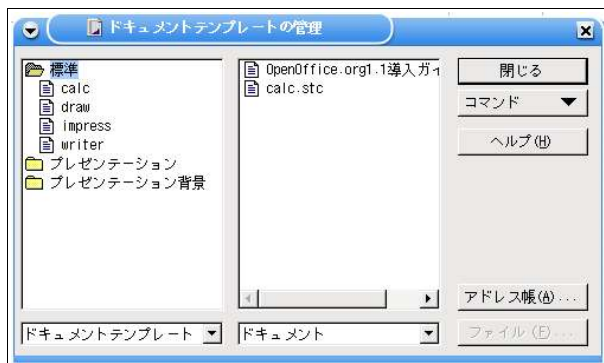 ドキュメントテンプレートの管理
標準
calc
draw
impress
writer
プレゼンテーション
プレゼンテーション背景
ドキュメントテンプレート
OpenOffice.org1.1導入ガイ
calc.stc
ドキュメント
閉じる
コマンド
ヘルプ(H)
アドレス帳(A)...
ファイル(F)...